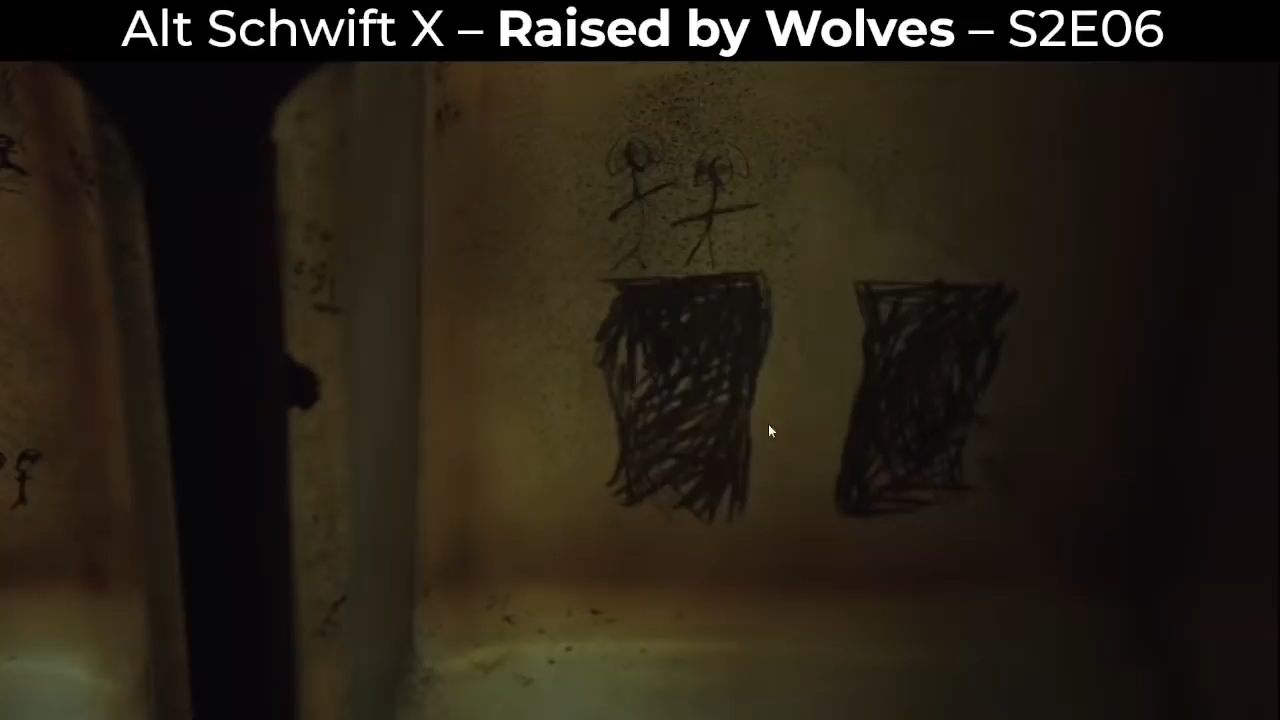 Alt Schwift X – Raised by Wolves – S2E06